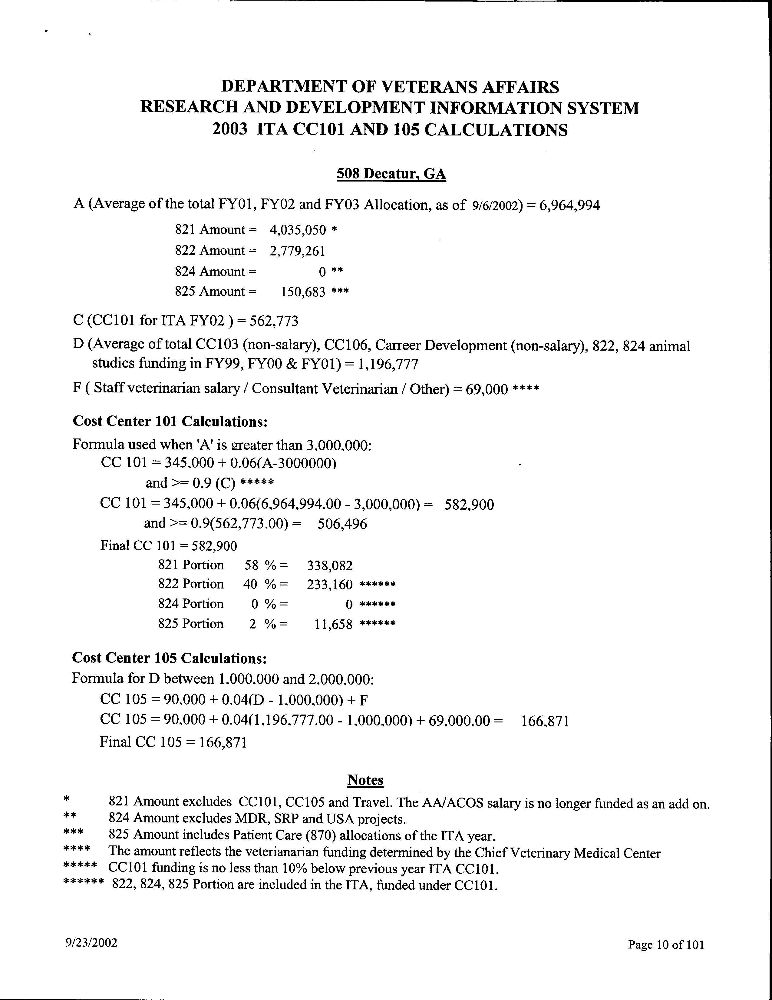 DEPARTMENT OF VETERANS AFFAIRS
RESEARCH AND DEVELOPMENT INFORMATION SYSTEM
2003 ITA CC101 AND 105 CALCULATIONS
508 Decatur, GA
A (Average of the total FY01, FY02 and FY03 Allocation, as of 9/6/2002) = 6,964,994
821 Amount = 4,035,050 *
822 Amount = 2,779,261
824 Amount = 0 **
825 Amount = 150,683 ***
C (CC101 for ITA FY02 ) = 562,773
D (Average of total CC103 (non-salary), CC106, Carreer Development (non-salary), 822, 824 animal
studies funding in FY99, FY00 & FY01) = 1,196,777
F ( Staff veterinarian salary / Consultant Veterinarian / Other) = 69,000 ****
Cost Center 101 Calculations:
Formula used when 'A' is greater than 3,000,000:
CC 101 = 345,000 + 0.06(A-3000000)
and >= 0.9 (C) *****
CC 101 = 345,000 + 0.06(6,964,994.00 - 3,000,000) = 582,900
and >= 0.9(562,773.00) = 506,496
Final CC 101 = 582,900
821 Portion 58 % = 338,082
822 Portion 40 % = 233,160 ******
824 Portion 0 % = 0 ******
825 Portion 2 % = 11,658 ******
Cost Center 105 Calculations:
Formula for D between 1,000,000 and 2,000,000:
CC 105 = 90,000 + 0.04(D - 1,000,000) + F
CC 105 = 90,000 + 0.04(1,196,777.00 - 1,000,000) + 69,000.00 = 166,871
Final CC 105 = 166,871
Notes
* 821 Amount excludes CC101, CC105 and Travel. The AA/ACOS salary is no longer funded as an add on.
** 824 Amount excludes MDR, SRP and USA projects.
*** 825 Amount includes Patient Care (870) allocations of the ITA year.
**** The amount reflects the veterianarian funding determined by the Chief Veterinary Medical Center
***** CC101 funding is no less than 10% below previous year ITA CC101.
****** 822, 824, 825 Portion are included in the ITA, funded under CC101.
9/23/2002
Page 10 of 101